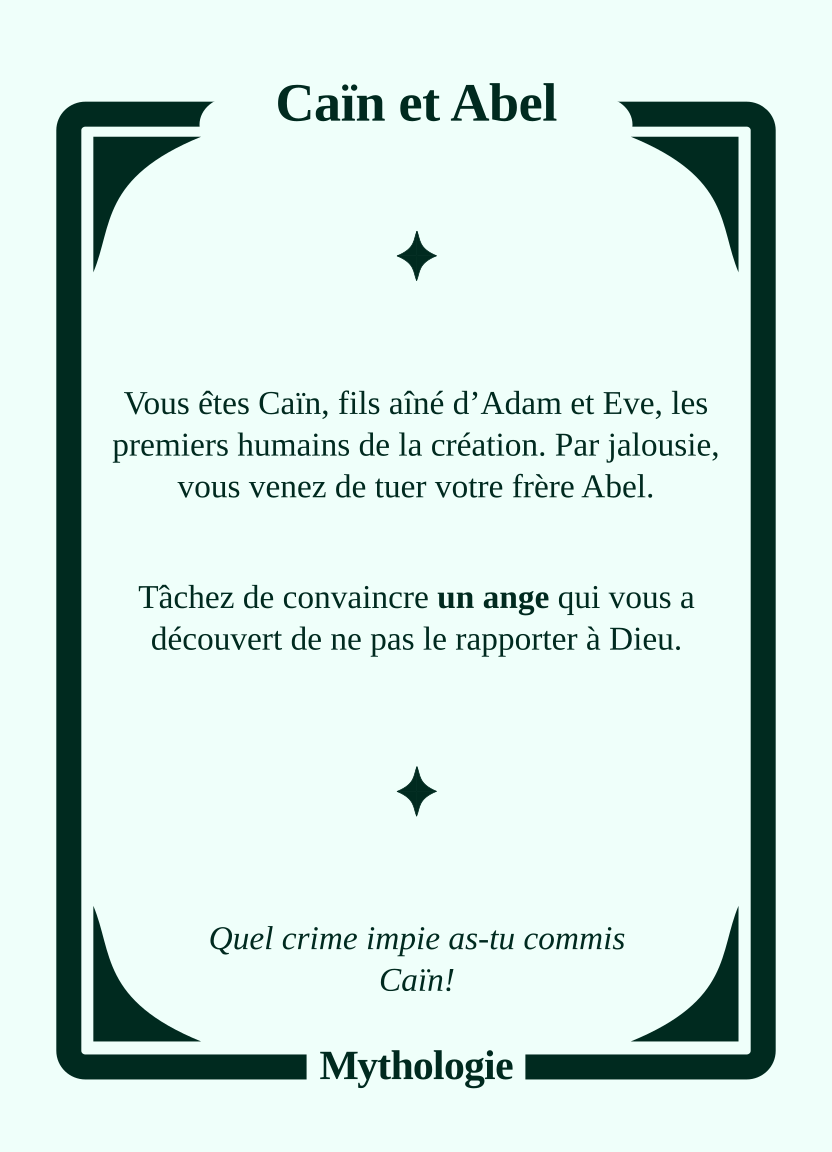 Caïn et Abel
Vous êtes Caïn, fils aîné d’Adam et Eve, les
premiers humains de la création. Par jalousie,
vous venez de tuer votre frère Abel.
Tâchez de convaincre un ange qui vous a
découvert de ne pas le rapporter à Dieu.
Quel crime impie as-tu commis
Caïn!
Mythologie